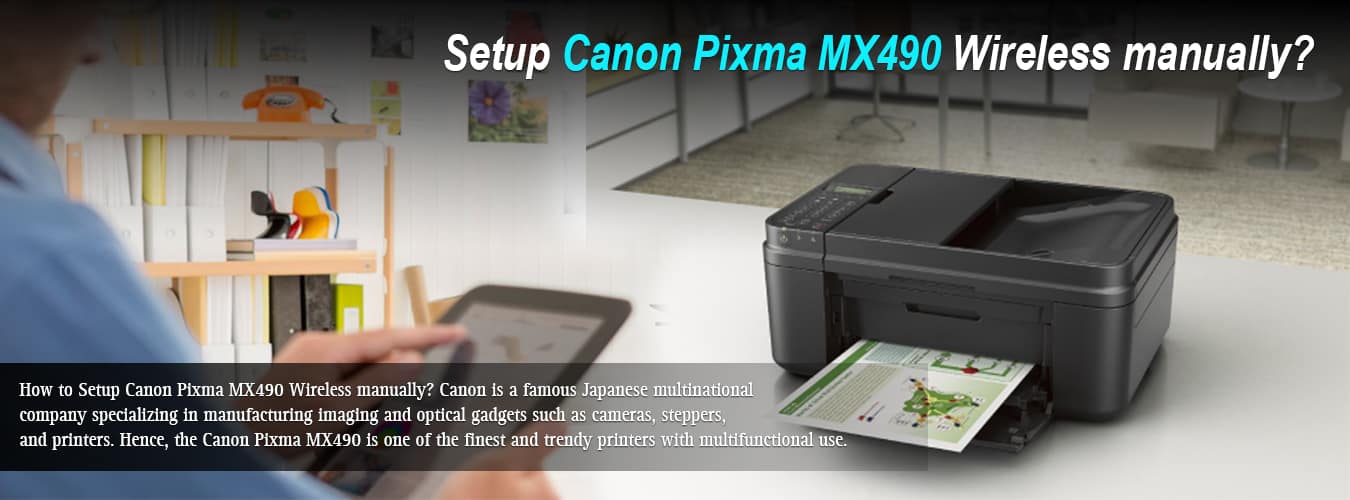 Setup Canon Pixma MX490 Wireless manually?
How to Setup Canon Pixma MX490 Wireless manually? Canon is a famous Japanese multinational
company specializing in manufacturing imaging and optical gadgets such as cameras, steppers,
and printers. Hence, the Canon Pixma MX490 is one of the finest and trendy printers with multifunctional use.